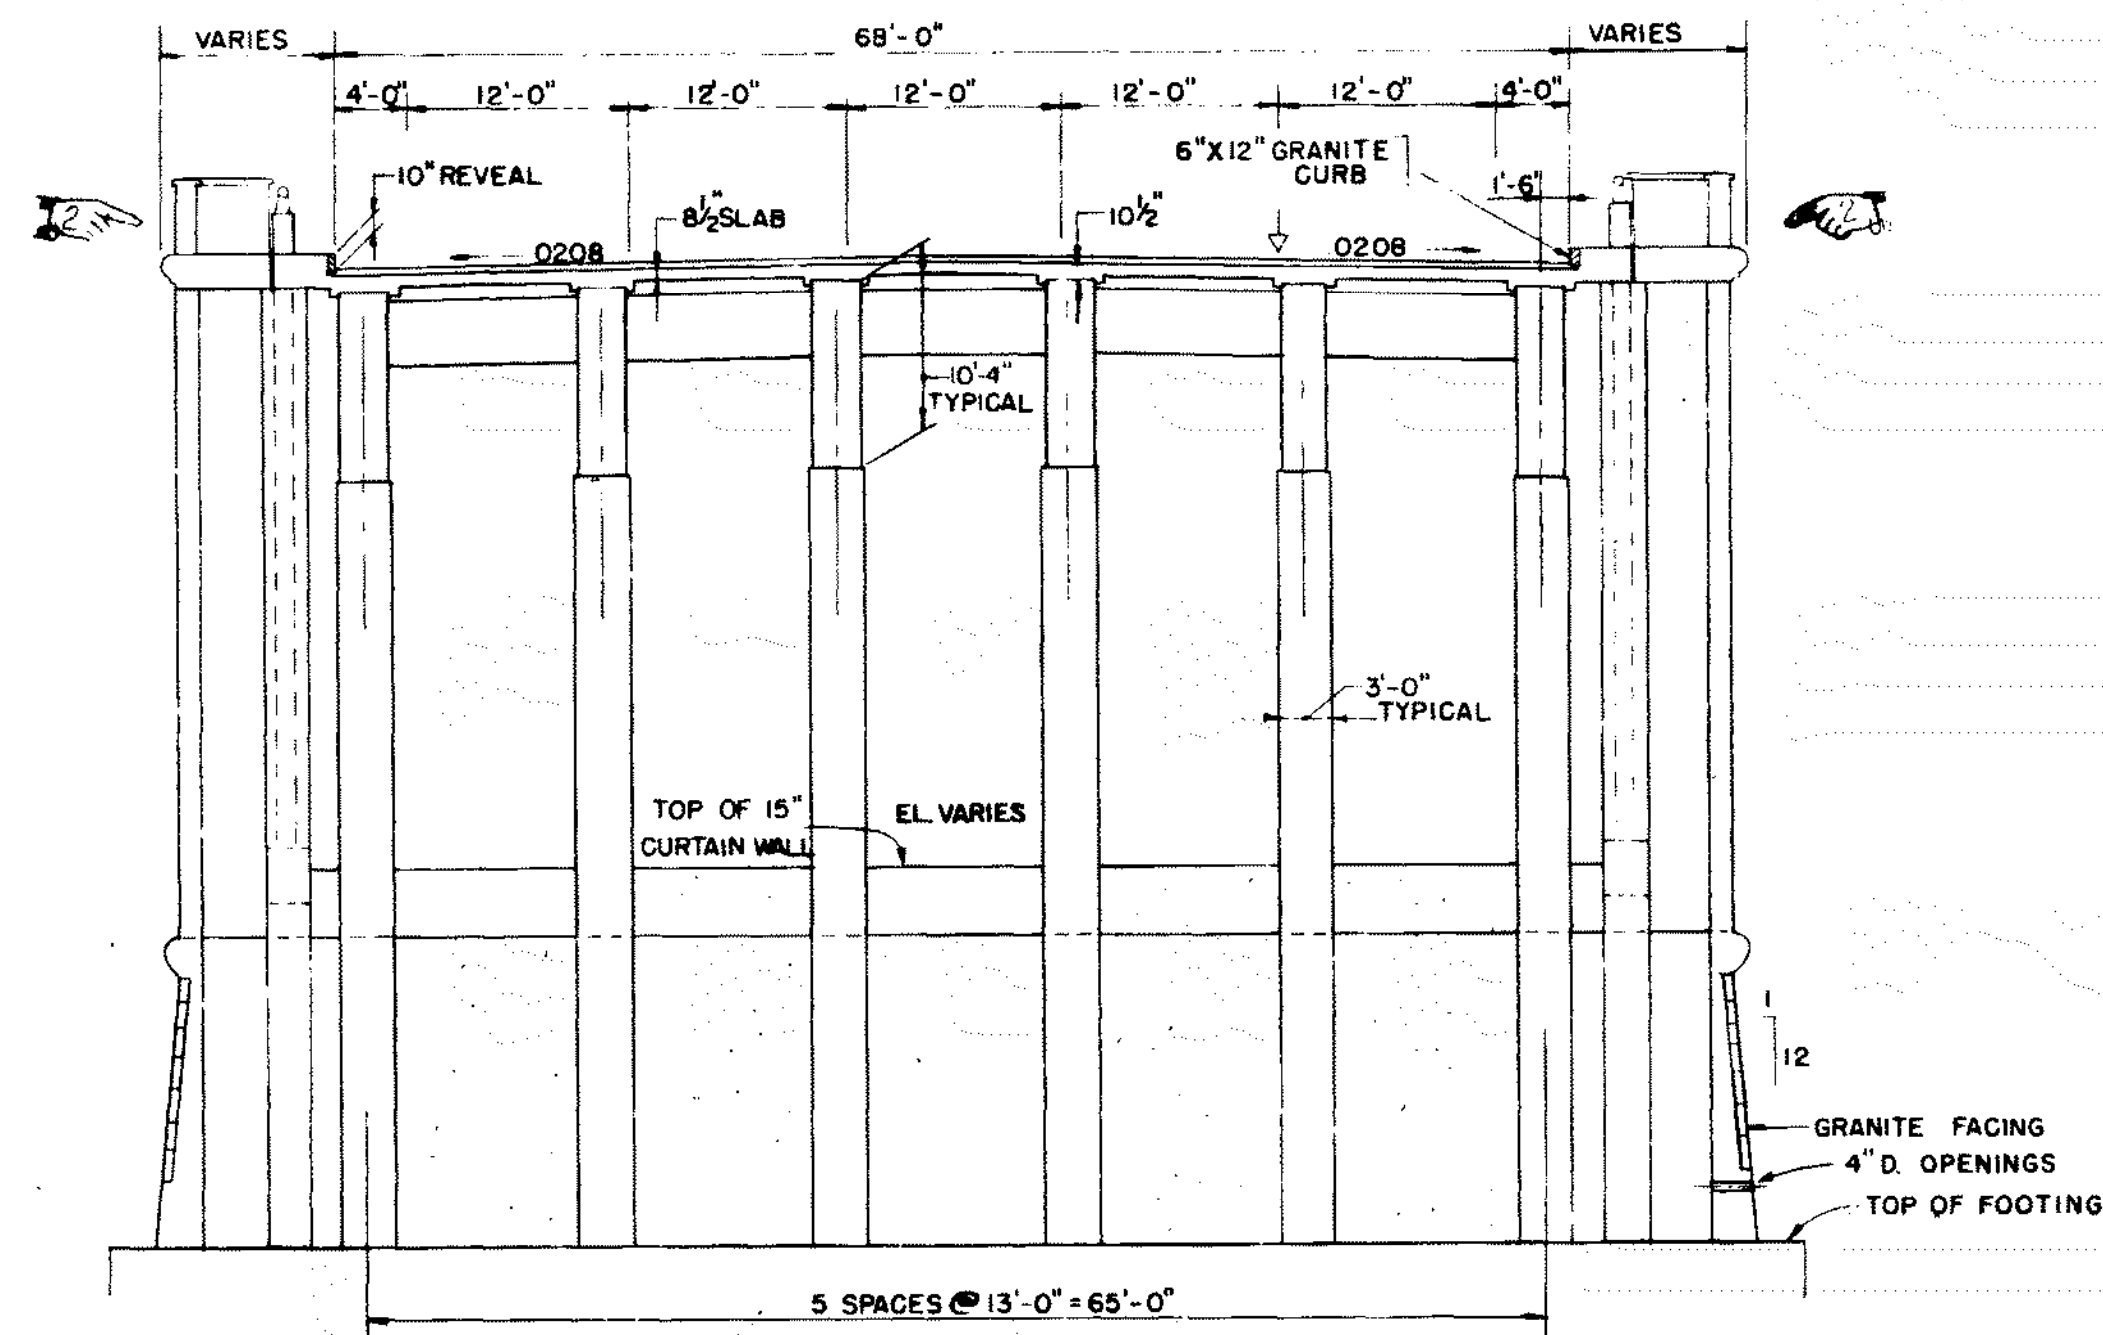 VARIES
68'-0"
VARIES
4'-0"
12'-0"
12'-0"
12'-0"
12'-0"
12'-0"
4'-0"
10" REVEAL
8½" SLAB
10½"
6"X12" GRANITE
CURB
1'-6"
2
2
0208
0208
10'-4"
TYPICAL
3'-0"
TYPICAL
TOP OF 15"
CURTAIN WALL
EL. VARIES
1
12
GRANITE FACING
4" D. OPENINGS
TOP OF FOOTING
5 SPACES @ 13'-0" = 65'-0"